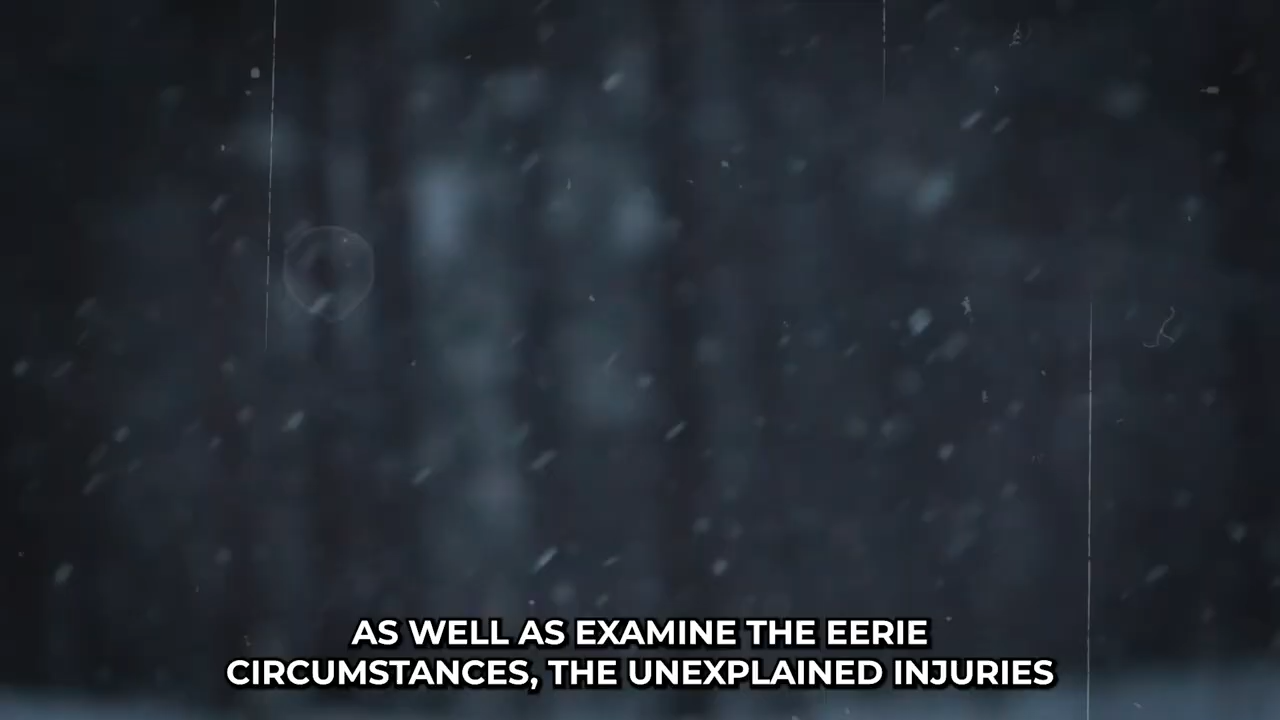 AS WELL AS EXAMINE THE EERIE
CIRCUMSTANCES, THE UNEXPLAINED INJURIES